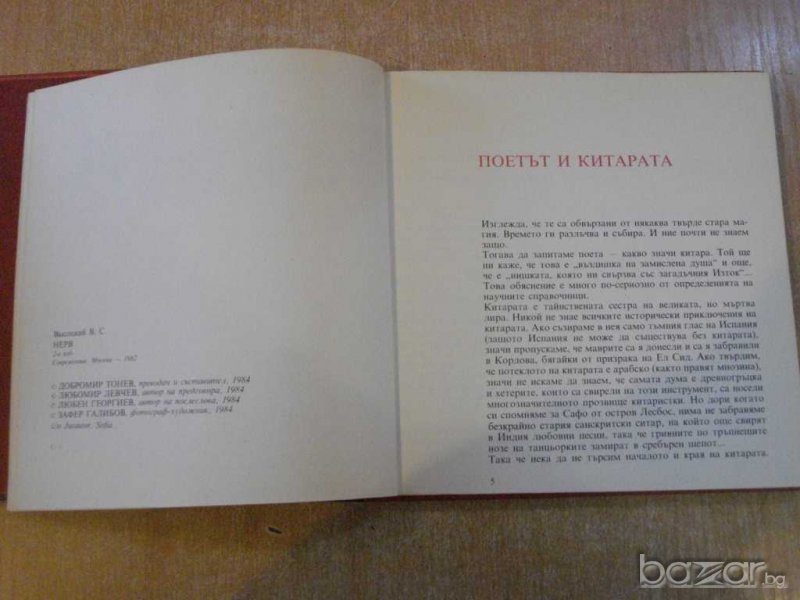 Высоцкий В. С.
НЕРВ
2-е изд.
Современник. Москва — 1982
с ДОБРОМИР ТОНЕВ, преводач и съставител, 1984
с ЛЮБОМИР ЛЕВЧЕВ, автор на предговора, 1984
с ЛЮБЕН ГЕОРГИЕВ, автор на послеслова, 1984
с ЗАФЕР ГАЛИБОВ, фотограф-художник, 1984
c/o Jusautor, Sofia
ПОЕТЪТ И КИТАРАТА
Изглежда, че те са обвързани от някаква твърде стара ма-
гия. Времето ги разлъчва и събира. И ние почти не знаем
защо.
Тогава да запитаме поета – какво значи китара. Той ще
ни каже, че това е „въздишка на замислена душа“ и още,
че е „нишката, която ни свързва със загадъчния Изток“...
Това обяснение е много по-сериозно от определенията на
научните справочници.
Китарата е тайнствената сестра на великата, но мъртва
лира. Никой не знае всичките исторически приключения на
китарата. Ако съзираме в нея само тъмния глас на Испания
(защото Испания не може да съществува без китарата),
значи пропускаме, че маврите са я донесли и са я забравили
в Кордова, бягайки от призрака на Ел Сид. Ако твърдим,
че потеклото на китарата е арабско (както правят мнозина),
значи не искаме да знаем, че самата дума е древногръцка
и хетерите, които са свирели на този инструмент, са носели
многозначителното прозвище китаристки. Но дори когато
си спомняме за Сафо от остров Лесбос, нима не забравяме
безкрайно стария санскритски ситар, на който още свирят
в Индия любовни песни, така че гривните по тръпнещите
нозе на танцьорките замират в сребърен шепот...
Така че нека да не търсим началото и края на китарата.
5
bazar.bg